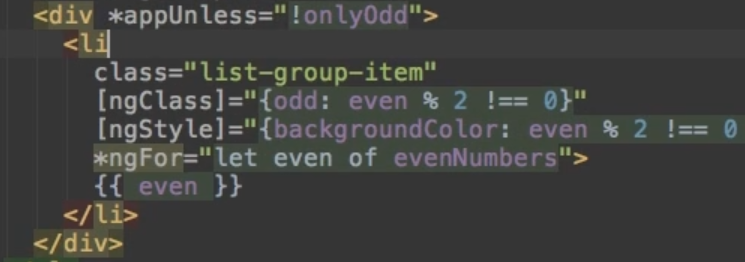 <div *appUnless="!onlyOdd">
<li
class="list-group-item"
[ngClass]="{odd: even % 2 !== 0}"
[ngStyle]="{backgroundColor: even % 2 !== 0
*ngFor="let even of evenNumbers">
{{ even }}
</li>
</div>